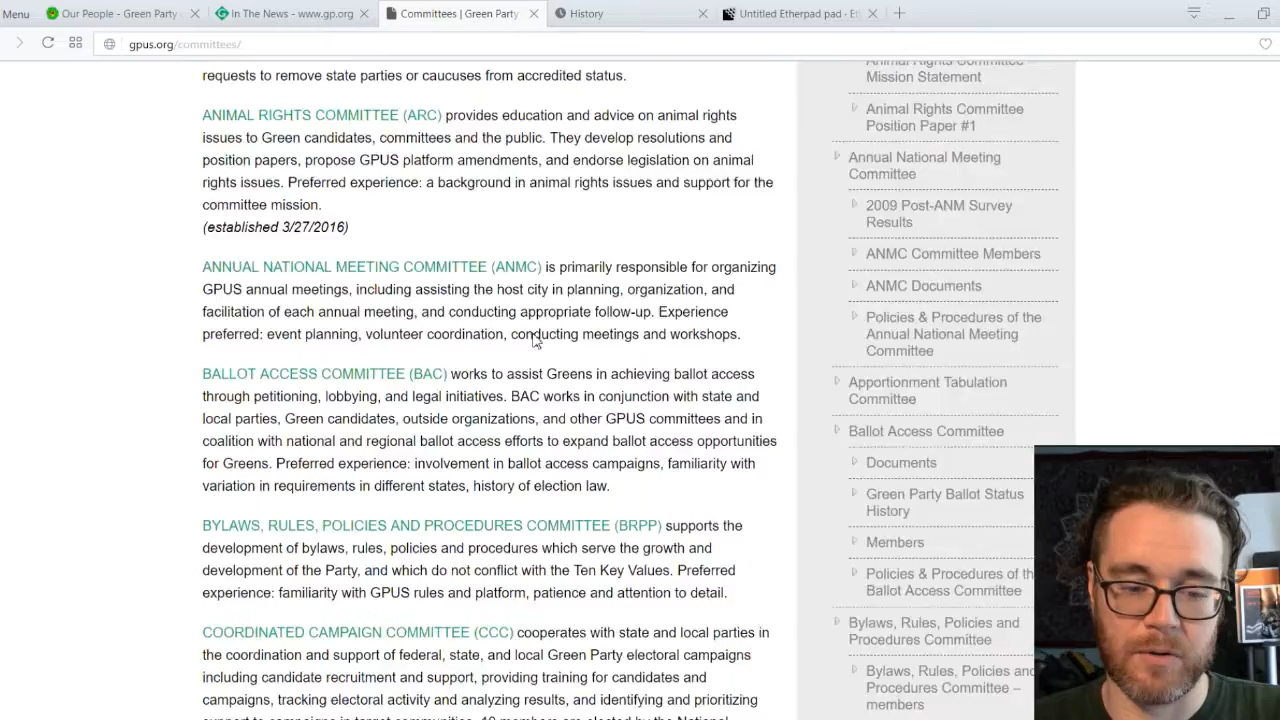 Our People - Green Party
In The News - www.gp.org
Committees | Green Party
History
Untitled Etherpad pad - Et
Menu
gpus.org/committees/
requests to remove state parties or caucuses from accredited status.
ANIMAL RIGHTS COMMITTEE (ARC) provides education and advice on animal rights
issues to Green candidates, committees and the public. They develop resolutions and
position papers, propose GPUS platform amendments, and endorse legislation on animal
rights issues. Preferred experience: a background in animal rights issues and support for the
committee mission.
(established 3/27/2016)
ANNUAL NATIONAL MEETING COMMITTEE (ANMC) is primarily responsible for organizing
GPUS annual meetings, including assisting the host city in planning, organization, and
facilitation of each annual meeting, and conducting appropriate follow-up. Experience
preferred: event planning, volunteer coordination, conducting meetings and workshops.
BALLOT ACCESS COMMITTEE (BAC) works to assist Greens in achieving ballot access
through petitioning, lobbying, and legal initiatives. BAC works in conjunction with state and
local parties, Green candidates, outside organizations, and other GPUS committees and in
coalition with national and regional ballot access efforts to expand ballot access opportunities
for Greens. Preferred experience: involvement in ballot access campaigns, familiarity with
variation in requirements in different states, history of election law.
BYLAWS, RULES, POLICIES AND PROCEDURES COMMITTEE (BRPP) supports the
development of bylaws, rules, policies and procedures which serve the growth and
development of the Party, and which do not conflict with the Ten Key Values. Preferred
experience: familiarity with GPUS rules and platform, patience and attention to detail.
COORDINATED CAMPAIGN COMMITTEE (CCC) cooperates with state and local parties in
the coordination and support of federal, state, and local Green Party electoral campaigns
including candidate recruitment and support, providing training for candidates and
campaigns, tracking electoral activity and analyzing results, and identifying and prioritizing
support to campaigns in target communities. 10 members are elected by the National
Animal Rights Committee –
Mission Statement
Animal Rights Committee
Position Paper #1
Annual National Meeting
Committee
2009 Post-ANM Survey
Results
ANMC Committee Members
ANMC Documents
Policies & Procedures of the
Annual National Meeting
Committee
Apportionment Tabulation
Committee
Ballot Access Committee
Documents
Green Party Ballot Status
History
Members
Policies & Procedures of th
Ballot Access Committee
Bylaws, Rules, Policies and
Procedures Committee
Bylaws, Rules, Policies and
Procedures Committee –
members